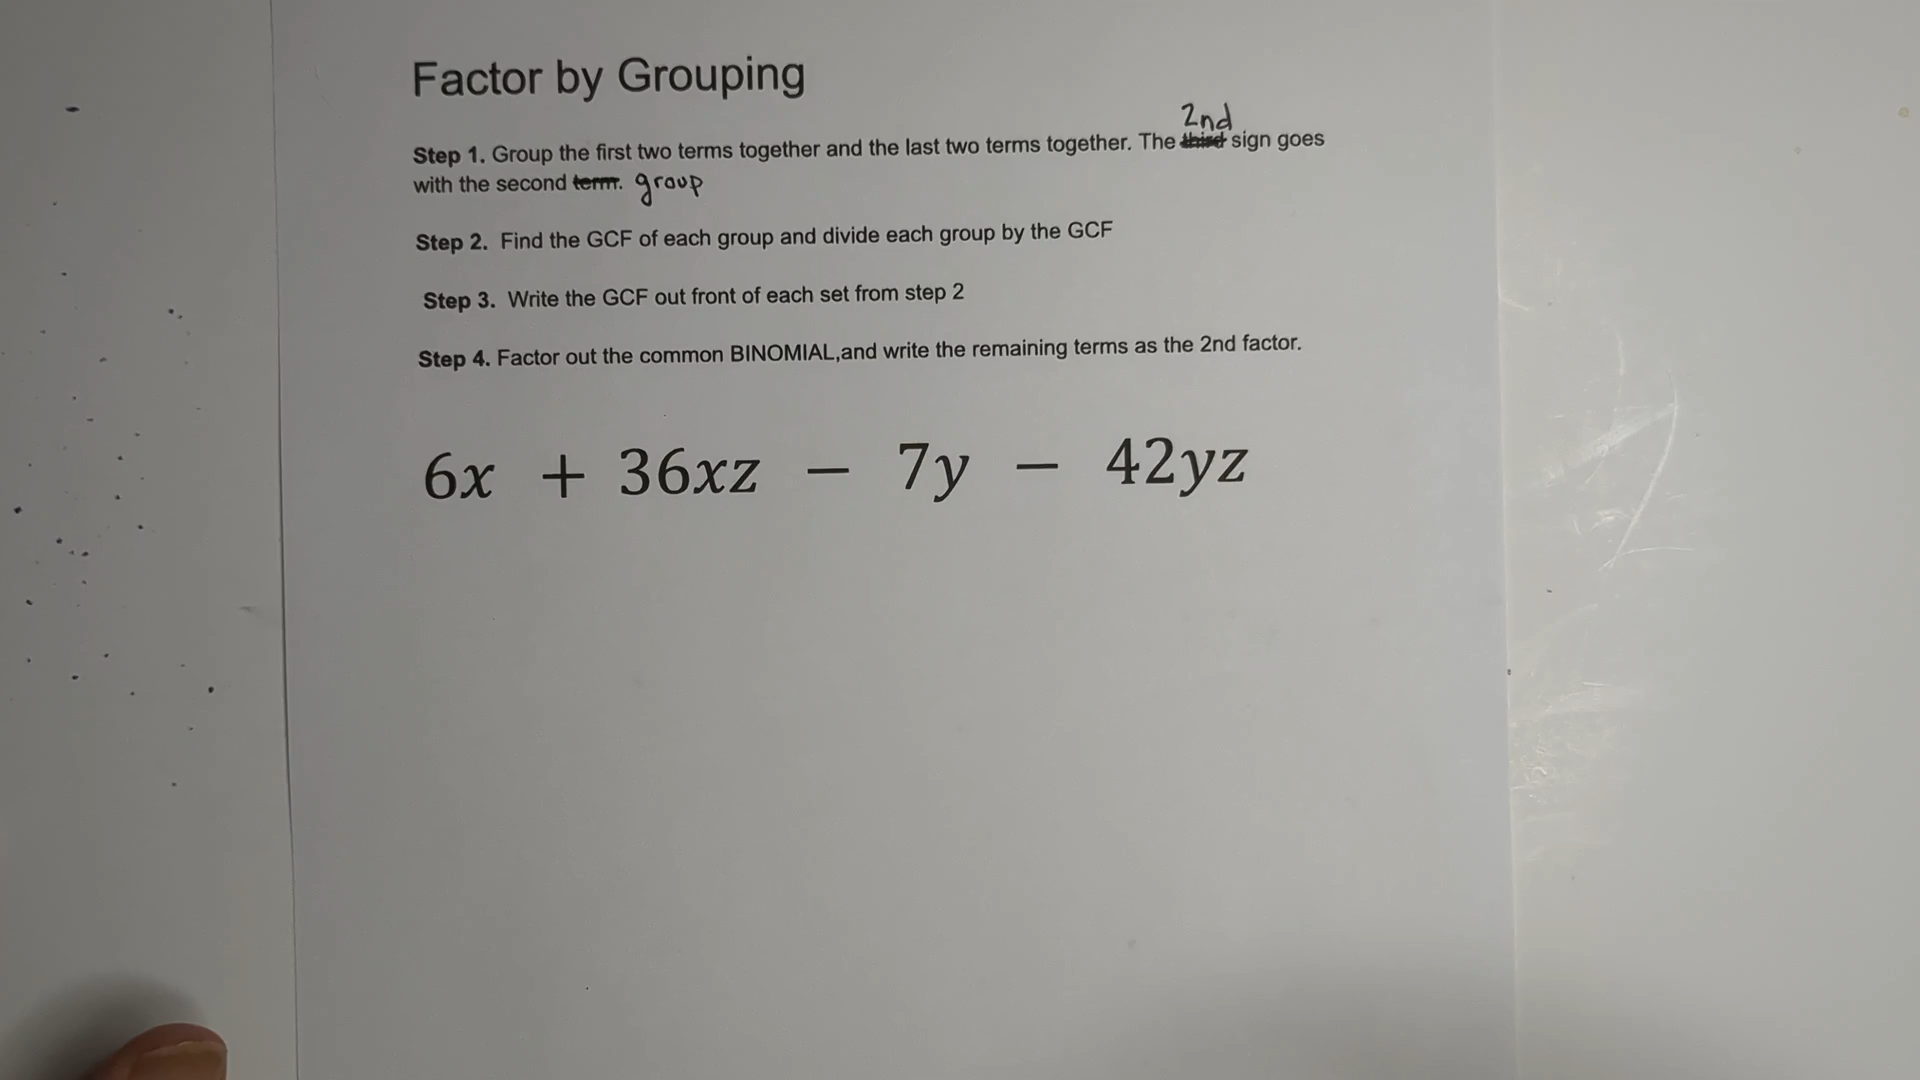 Factor by Grouping
2nd
Step 1. Group the first two terms together and the last two terms together. The third sign goes
with the second term. group
Step 2. Find the GCF of each group and divide each group by the GCF
Step 3. Write the GCF out front of each set from step 2
Step 4. Factor out the common BINOMIAL,and write the remaining terms as the 2nd factor.
6x + 36xz − 7y − 42yz